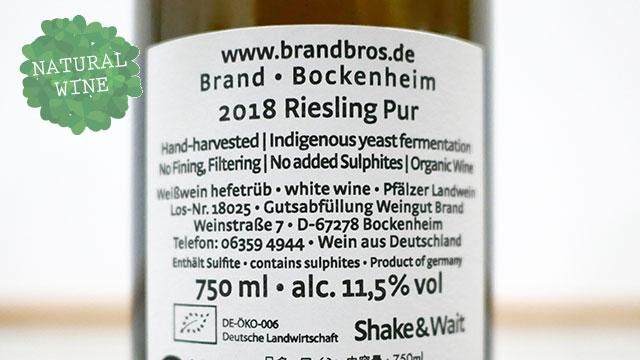 NATURAL
WINE
www.brandbros.de
Brand • Bockenheim
2018 Riesling Pur
Hand-harvested | Indigenous yeast fermentation
No Fining, Filtering | No added Sulphites | Organic Wine
Weißwein hefetrüb • white wine • Pfälzer Landwein
Los-Nr. 18025 • Gutsabfüllung Weingut Brand
Weinstraße 7 • D-67278 Bockenheim
Telefon: 06359 4944 • Wein aus Deutschland
Enthält Sulfite • contains sulphites • Product of germany
750 ml • alc. 11,5% vol
DE-ÖKO-006
Deutsche Landwirtschaft
Shake&Wait